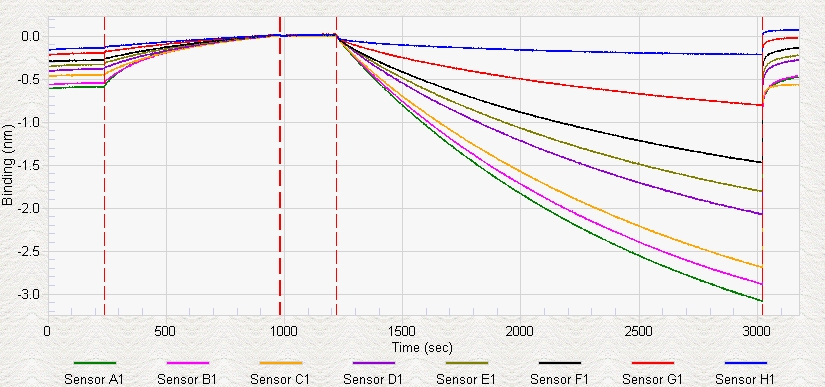 Binding (nm)
0.0
-0.5
-1.0
-1.5
-2.0
-2.5
-3.0
0 500 1000 1500 2000 2500 3000
Time (sec)
Sensor A1 Sensor B1 Sensor C1 Sensor D1 Sensor E1 Sensor F1 Sensor G1 Sensor H1